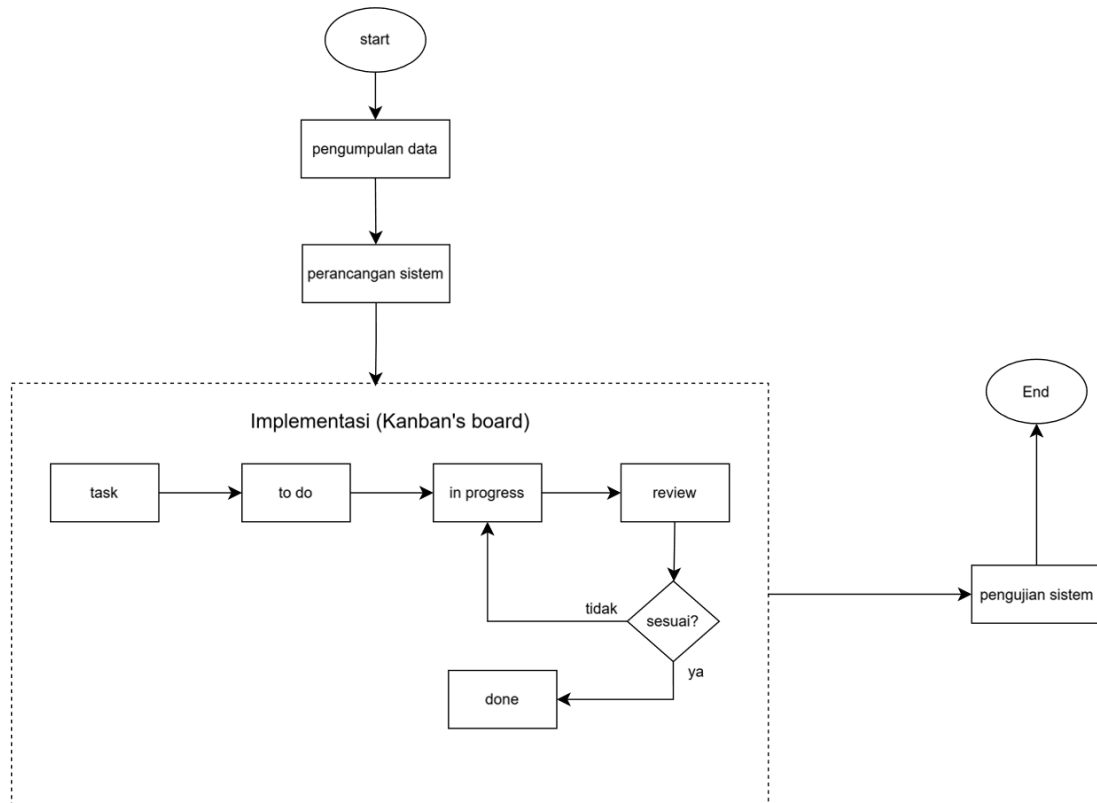 start
pengumpulan data
perancangan sistem
Implementasi (Kanban's board)
task
to do
in progress
review
tidak
sesuai?
ya
done
End
pengujian sistem